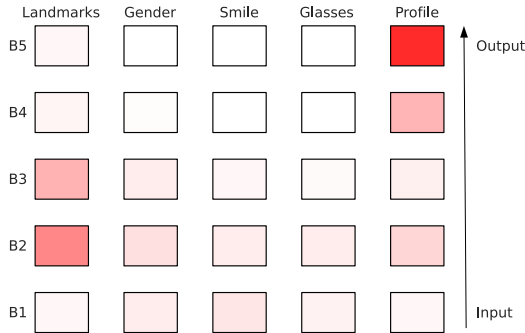 Landmarks Gender Smile Glasses Profile
B5 Output
B4
B3
B2
B1 Input